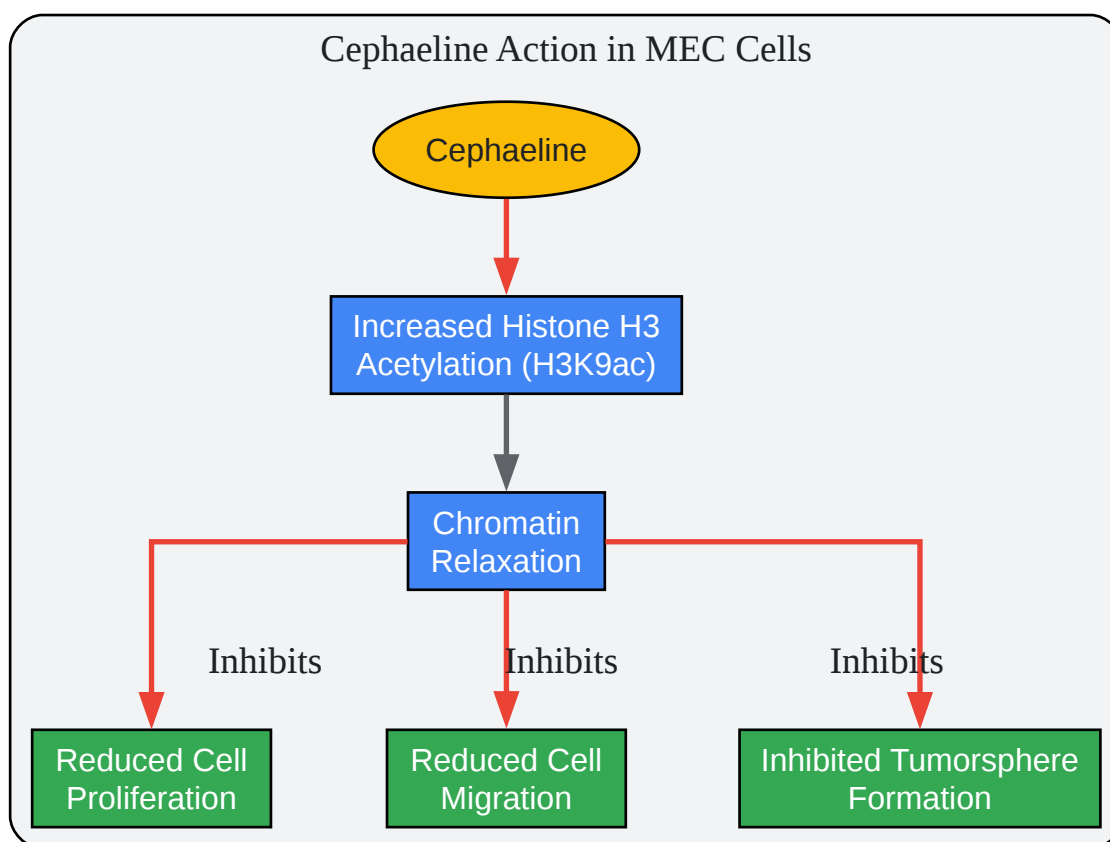 Cephaeline Action in MEC Cells
Cephaeline
Increased Histone H3
Acetylation (H3K9ac)
Chromatin
Relaxation
Inhibits
Inhibits
Inhibits
Reduced Cell
Proliferation
Reduced Cell
Migration
Inhibited Tumorsphere
Formation